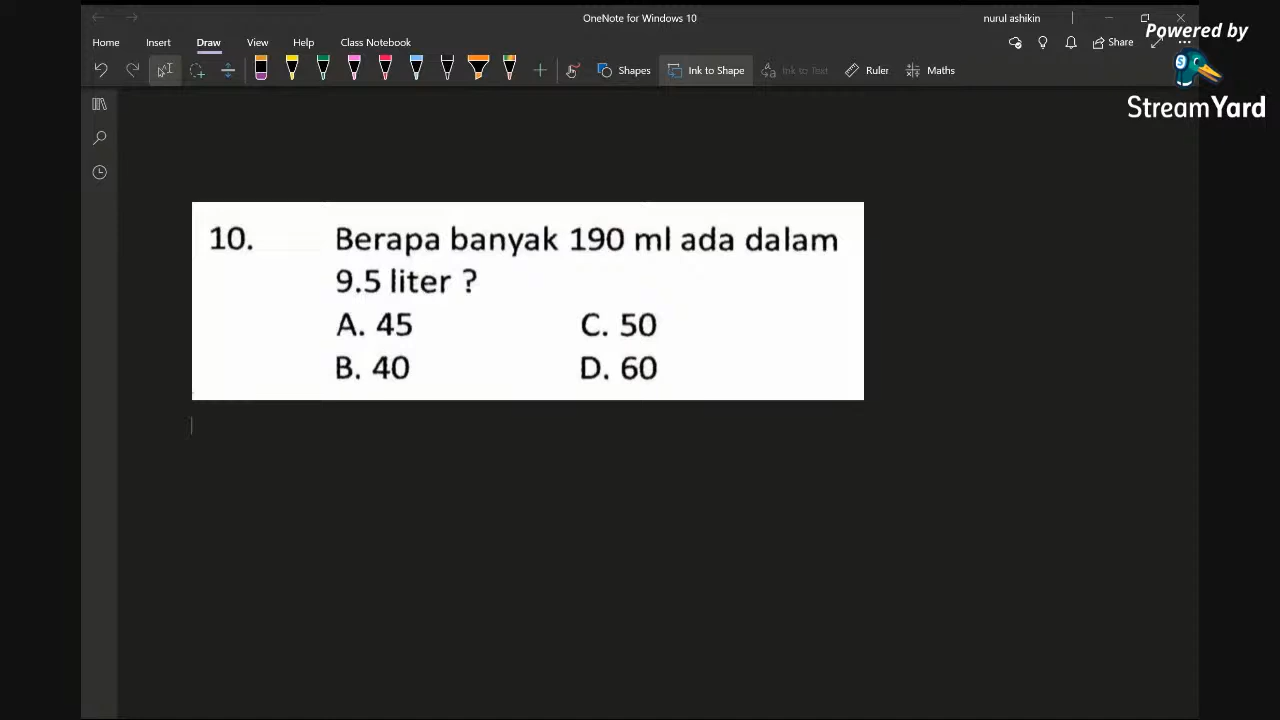 OneNote for Windows 10
nurul ashikin
Powered by
StreamYard
Home Insert Draw View Help Class Notebook
Share
Shapes Ink to Shape Ink to Text Ruler Maths
10. Berapa banyak 190 ml ada dalam
9.5 liter ?
A. 45 C. 50
B. 40 D. 60